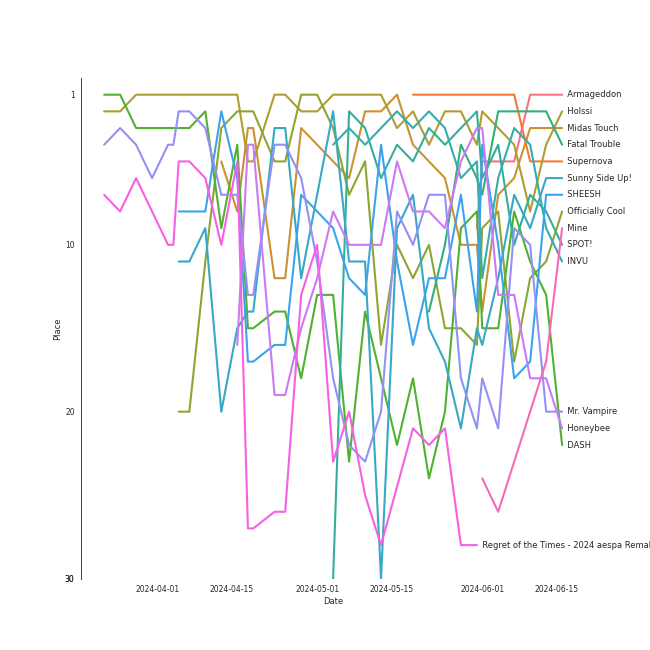 1
10
20
30
Place
2024-04-01
2024-04-15
2024-05-01
2024-05-15
2024-06-01
2024-06-15
Date
Armageddon
Holssi
Midas Touch
Fatal Trouble
Supernova
Sunny Side Up!
SHEESH
Officially Cool
Mine
SPOT!
INVU
Mr. Vampire
Honeybee
DASH
Regret of the Times - 2024 aespa Remal